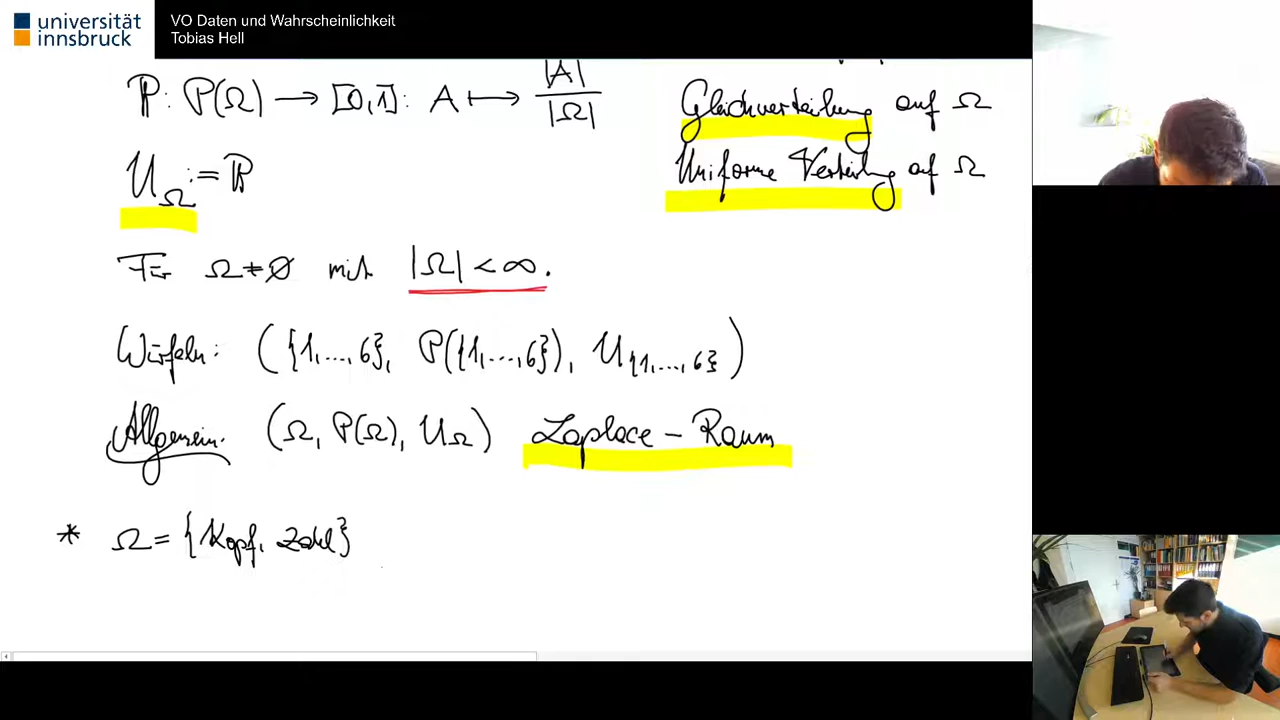 universität
innsbruck
VO Daten und Wahrscheinlichkeit
Tobias Hell
ℙ: 𝒫(Ω) → [0,1]: A ↦ |A|/|Ω|
Gleichverteilung auf Ω
U_Ω := ℙ
Uniforme Verteilung auf Ω
Für Ω ≠ ∅ mit |Ω| < ∞.
Würfeln: ({1,...,6}, 𝒫({1,...,6}), U_{1,...,6})
Allgemein: (Ω, 𝒫(Ω), U_Ω) Laplace-Raum
* Ω = {Kopf, Zahl}